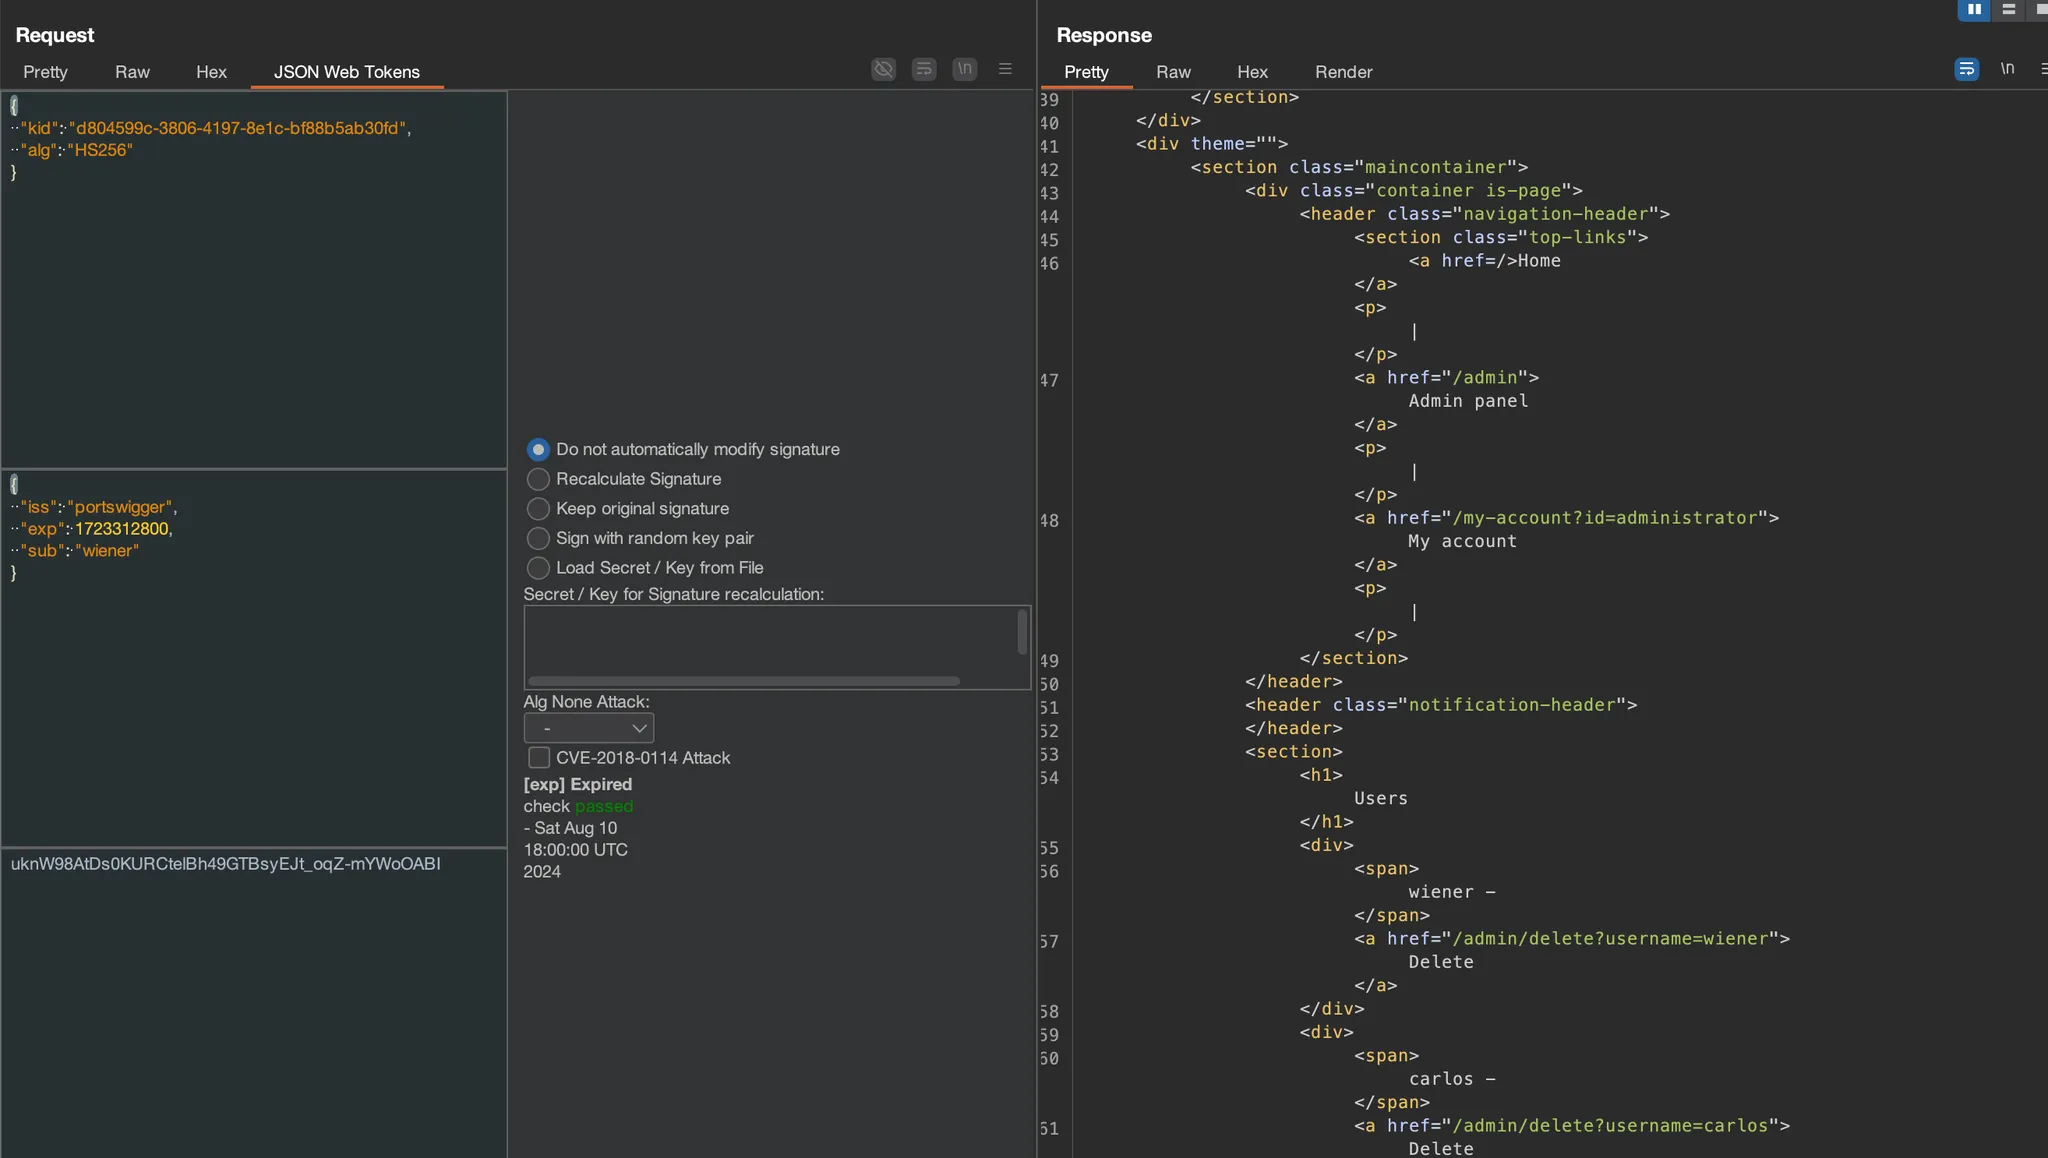 Request
Pretty Raw Hex JSON Web Tokens \n
{
"kid": "d804599c-3806-4197-8e1c-bf88b5ab30fd",
"alg": "HS256"
}
{
"iss": "portswigger",
"exp": 1723312800,
"sub": "wiener"
}
uknW98AtDs0KURCtelBh49GTBsyEJt_oqZ-mYWoOABI
Do not automatically modify signature
Recalculate Signature
Keep original signature
Sign with random key pair
Load Secret / Key from File
Secret / Key for Signature recalculation:
Alg None Attack:
-
CVE-2018-0114 Attack
[exp] Expired
check passed
- Sat Aug 10
18:00:00 UTC
2024
Response
Pretty Raw Hex Render \n
39 </section>
40 </div>
41 <div theme="">
42 <section class="maincontainer">
43 <div class="container is-page">
44 <header class="navigation-header">
45 <section class="top-links">
46 <a href=/>Home
</a>
<p>
|
</p>
47 <a href="/admin">
Admin panel
</a>
<p>
|
</p>
48 <a href="/my-account?id=administrator">
My account
</a>
<p>
|
</p>
49 </section>
50 </header>
51 <header class="notification-header">
52 </header>
53 <section>
54 <h1>
Users
</h1>
55 <div>
56 <span>
wiener -
</span>
57 <a href="/admin/delete?username=wiener">
Delete
</a>
58 </div>
59 <div>
60 <span>
carlos -
</span>
61 <a href="/admin/delete?username=carlos">
Delete